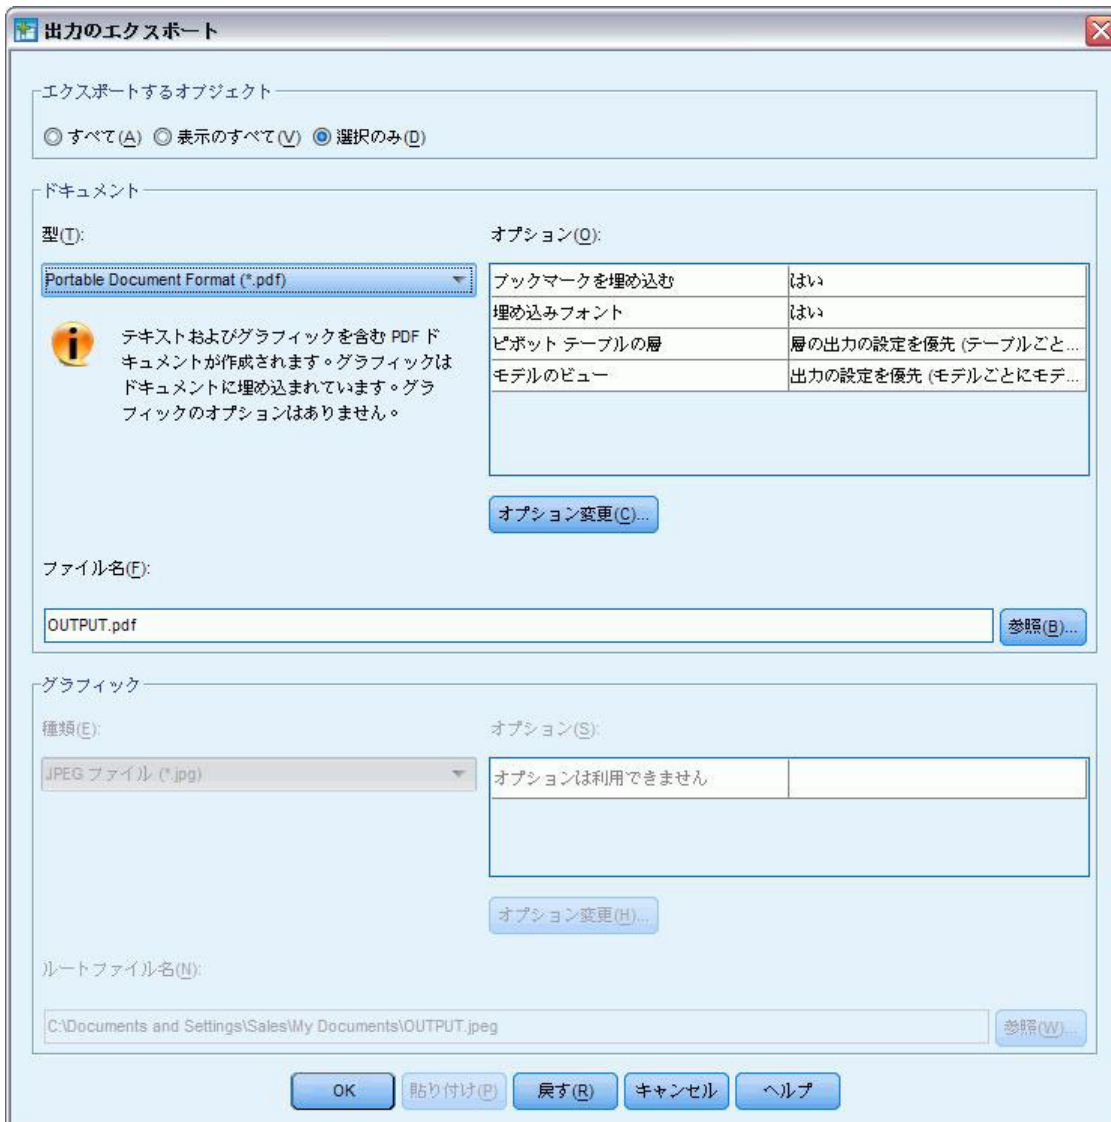 出力のエクスポート
エクスポートするオブジェクト
すべて(A) 表示のすべて(V) 選択のみ(D)
ドキュメント
型(T):
Portable Document Format (*.pdf)
テキストおよびグラフィックを含む PDF ド
キュメントが作成されます。グラフィックは
ドキュメントに埋め込まれています。グラ
フィックのオプションはありません。
オプション(O):
ブックマークを埋め込む はい
埋め込みフォント はい
ピボット テーブルの層 層の出力の設定を優先 (テーブルごと...
モデルのビュー 出力の設定を優先 (モデルごとにモデ...
オプション変更(C)...
ファイル名(F):
OUTPUT.pdf
参照(B)...
グラフィック
種類(E):
JPEG ファイル (*.jpg)
オプション(S):
オプションは利用できません
オプション変更(H)...
ルートファイル名(N):
C:\Documents and Settings\Sales\My Documents\OUTPUT.jpeg
参照(W)...
OK 貼り付け(P) 戻す(R) キャンセル ヘルプ